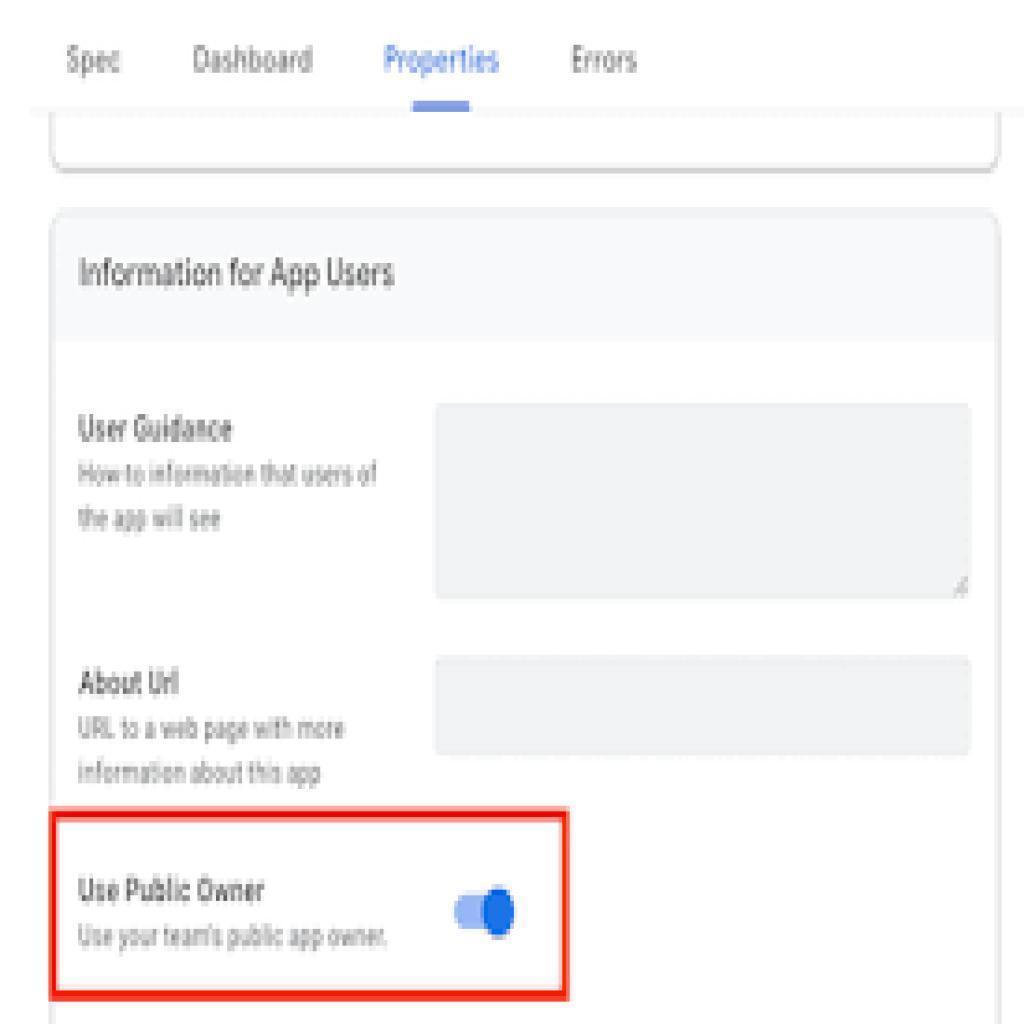 Spec Dashboard Properties Errors
Information for App Users
User Guidance
How-to information that users of
the app will see
About Url
URL to a web page with more
information about this app
Use Public Owner
Use your team's public app owner.